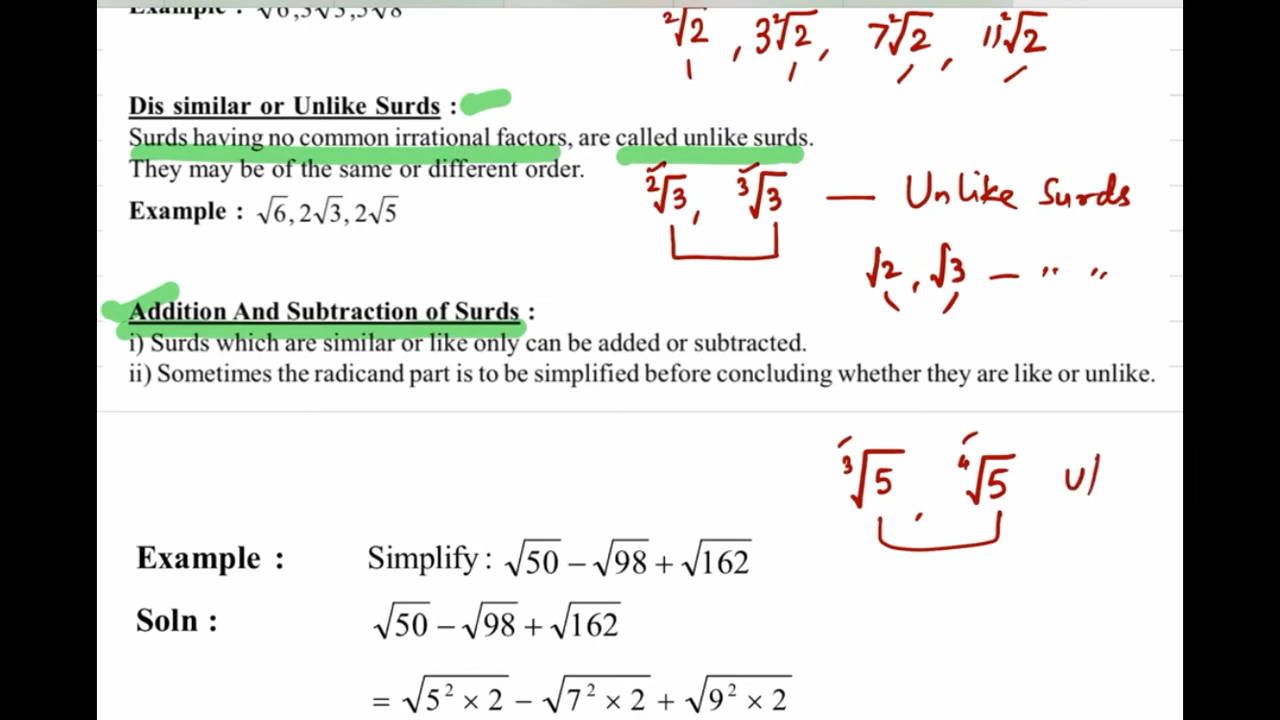 ²√2 , 3²√2 , 7²√2 , 11²√2
Dis similar or Unlike Surds :
Surds having no common irrational factors, are called unlike surds.
They may be of the same or different order.
²√3 , ³√3 — Unlike Surds
Example : √6, 2√3, 2√5
√2 , √3 — " "
Addition And Subtraction of Surds :
i) Surds which are similar or like only can be added or subtracted.
ii) Sometimes the radicand part is to be simplified before concluding whether they are like or unlike.
³√5 , ⁴√5 U/
Example : Simplify : √50 − √98 + √162
Soln : √50 − √98 + √162
= √5² × 2 − √7² × 2 + √9² × 2